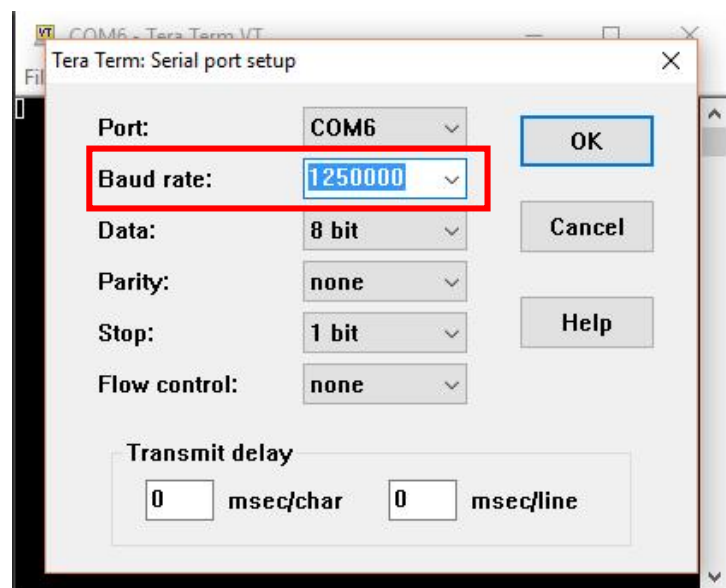 COM6 - Tera Term VT
Tera Term: Serial port setup
Fil
Port: COM6
OK
Baud rate: 1250000
Data: 8 bit
Cancel
Parity: none
Stop: 1 bit
Help
Flow control: none
Transmit delay
0 msec/char 0 msec/line